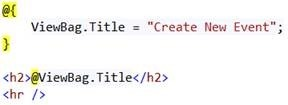 @{
ViewBag.Title = "Create New Event";
}
<h2>@ViewBag.Title</h2>
<hr />